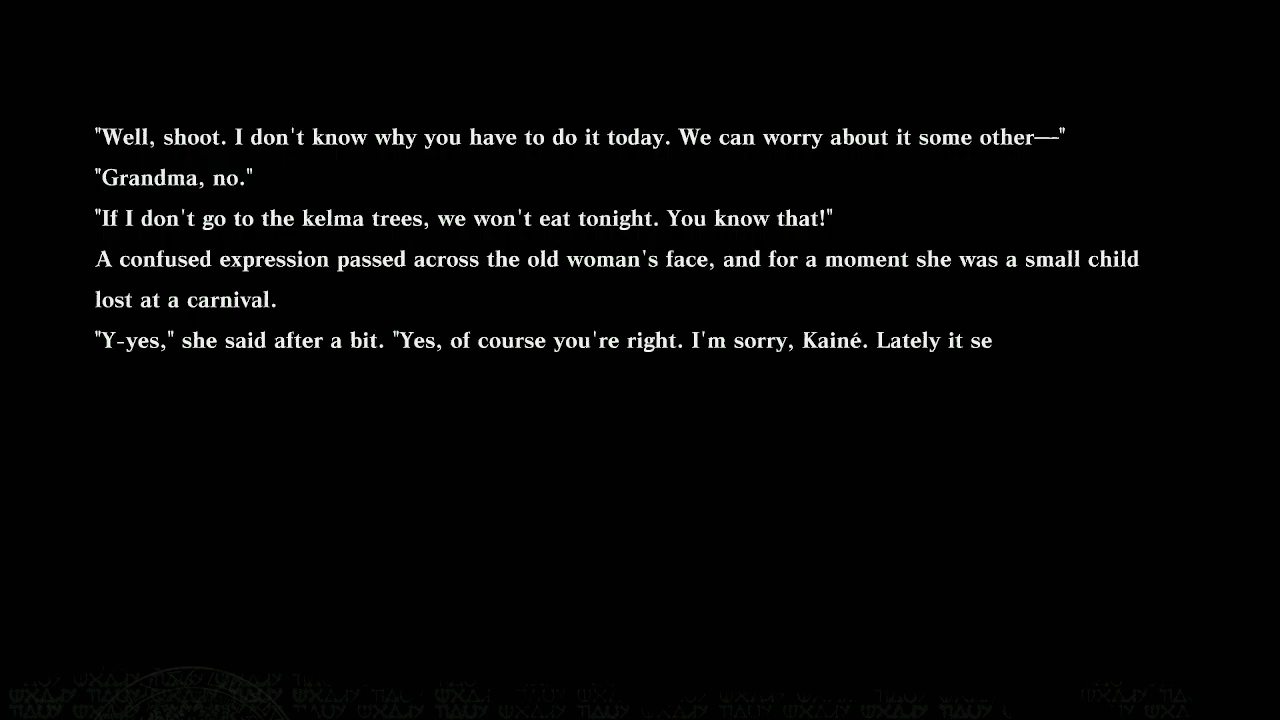 "Well, shoot. I don't know why you have to do it today. We can worry about it some other—"
"Grandma, no."
"If I don't go to the kelma trees, we won't eat tonight. You know that!"
A confused expression passed across the old woman's face, and for a moment she was a small child
lost at a carnival.
"Y-yes," she said after a bit. "Yes, of course you're right. I'm sorry, Kainé. Lately it se